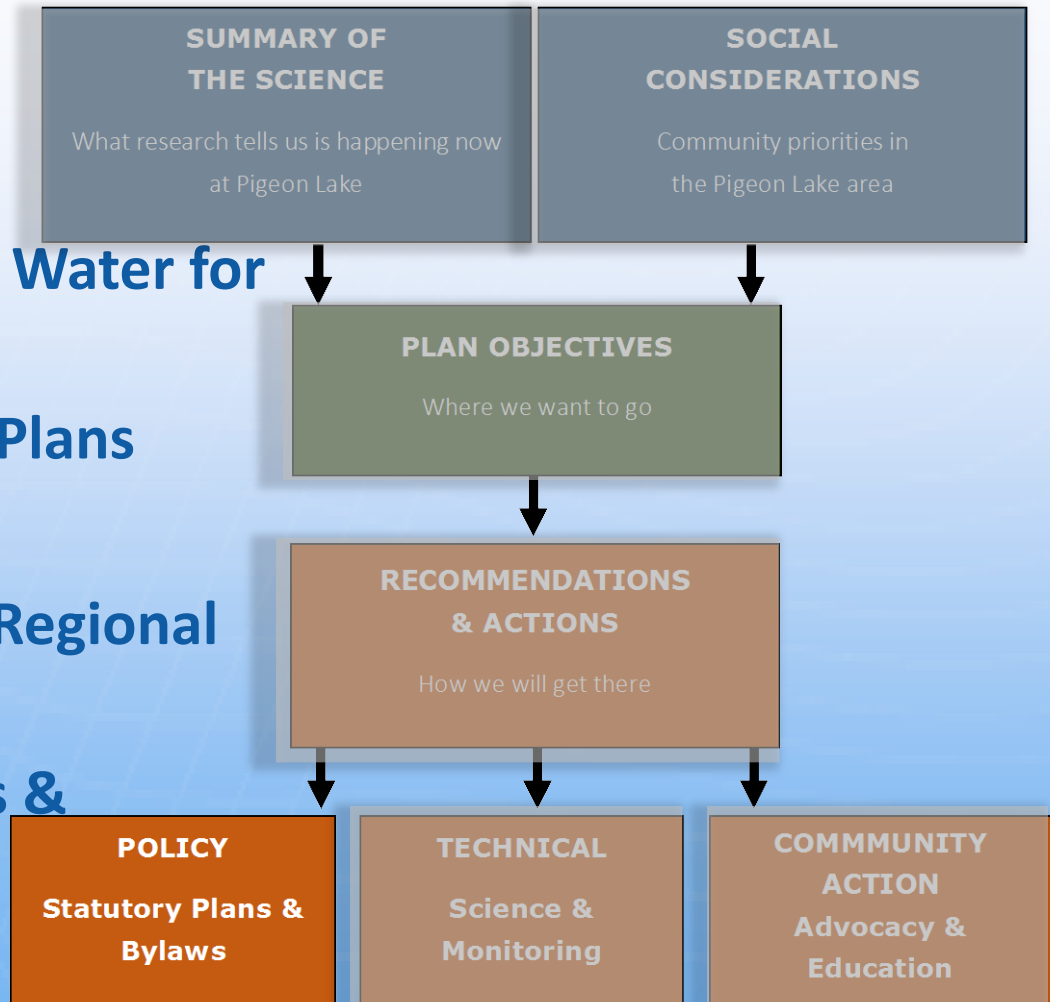 SUMMARY OF
THE SCIENCE
What research tells us is happening now
at Pigeon Lake
SOCIAL
CONSIDERATIONS
Community priorities in
the Pigeon Lake area
Water for
PLAN OBJECTIVES
Where we want to go
Plans
RECOMMENDATIONS
& ACTIONS
How we will get there
Regional
s &
POLICY
Statutory Plans &
Bylaws
TECHNICAL
Science &
Monitoring
COMMMUNITY
ACTION
Advocacy &
Education